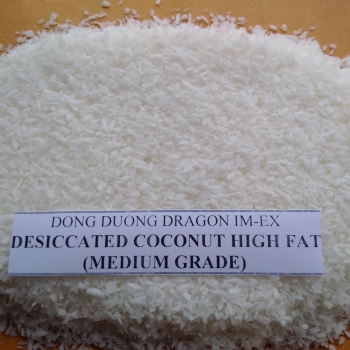 DONG DUONG DRAGON IM-EX
DESICCATED COCONUT HIGH FAT
(MEDIUM GRADE)